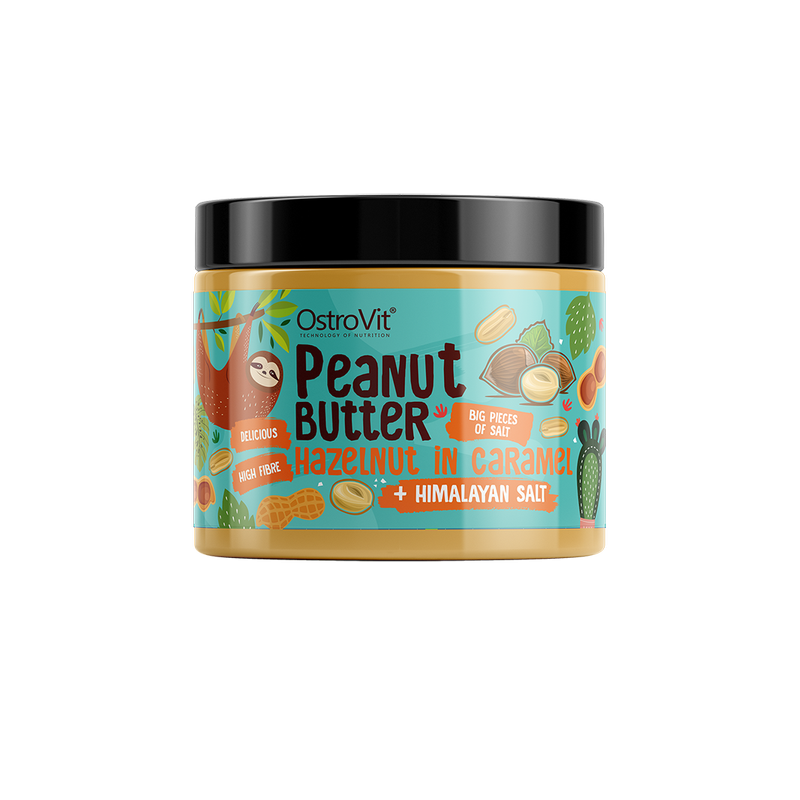 OstroVit®
TECHNOLOGY OF NUTRITION
Peanut
Butter
BIG PIECES
OF SALT
DELICIOUS
Hazelnut in Caramel
HIGH FIBRE
+ HIMALAYAN SALT